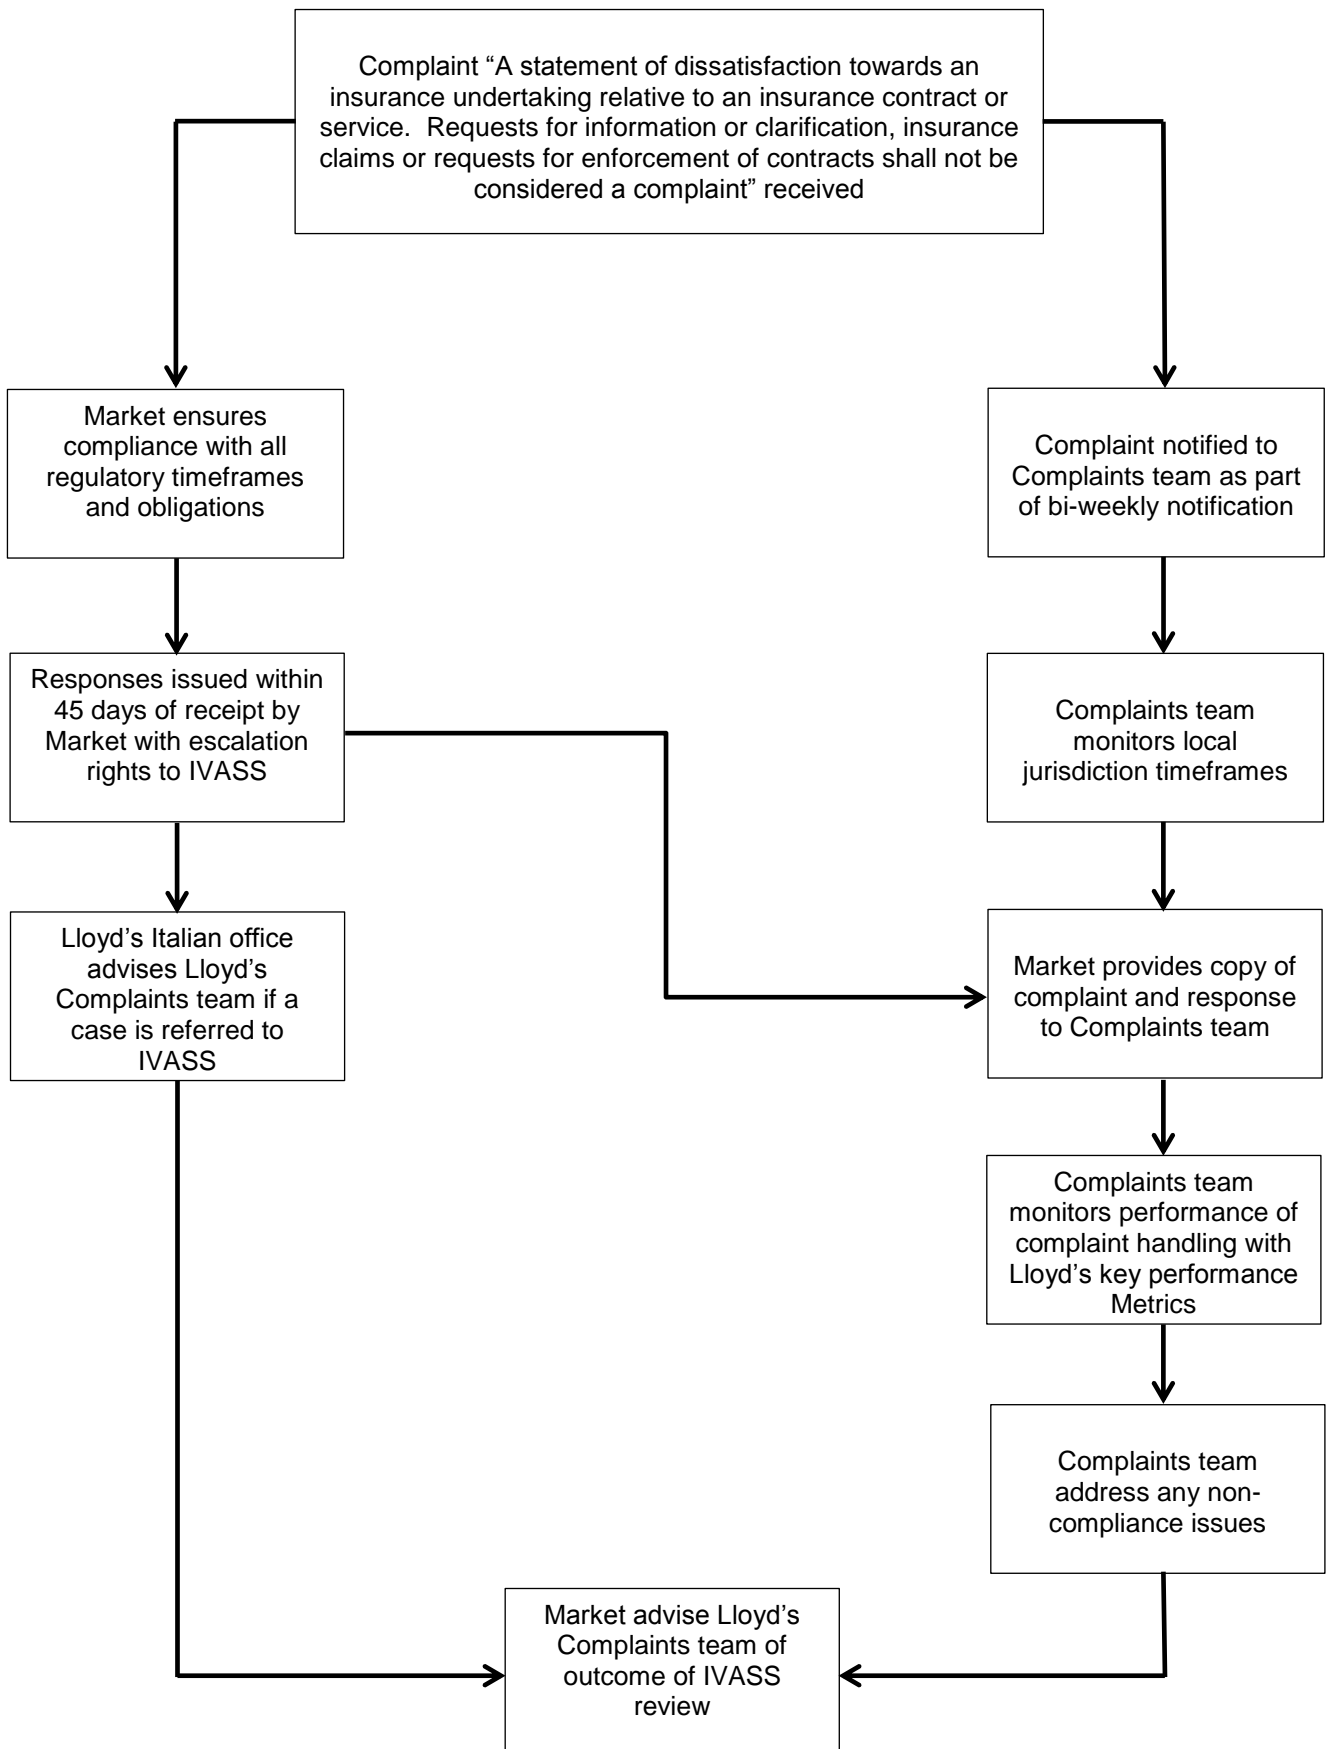 Complaint “A statement of dissatisfaction towards an
insurance undertaking relative to an insurance contract or
service.  Requests for information or clarification, insurance
claims or requests for enforcement of contracts shall not be
considered a complaint” received
Market ensures
compliance with all
regulatory timeframes
and obligations
Complaint notified to
Complaints team as part
of bi-weekly notification
Responses issued within
45 days of receipt by
Market with escalation
rights to IVASS
Complaints team
monitors local
jurisdiction timeframes
Lloyd’s Italian office
advises Lloyd’s
Complaints team if a
case is referred to
IVASS
Market provides copy of
complaint and response
to Complaints team
Complaints team
monitors performance of
complaint handling with
Lloyd’s key performance
Metrics
Complaints team
address any non-
compliance issues
Market advise Lloyd’s
Complaints team of
outcome of IVASS
review